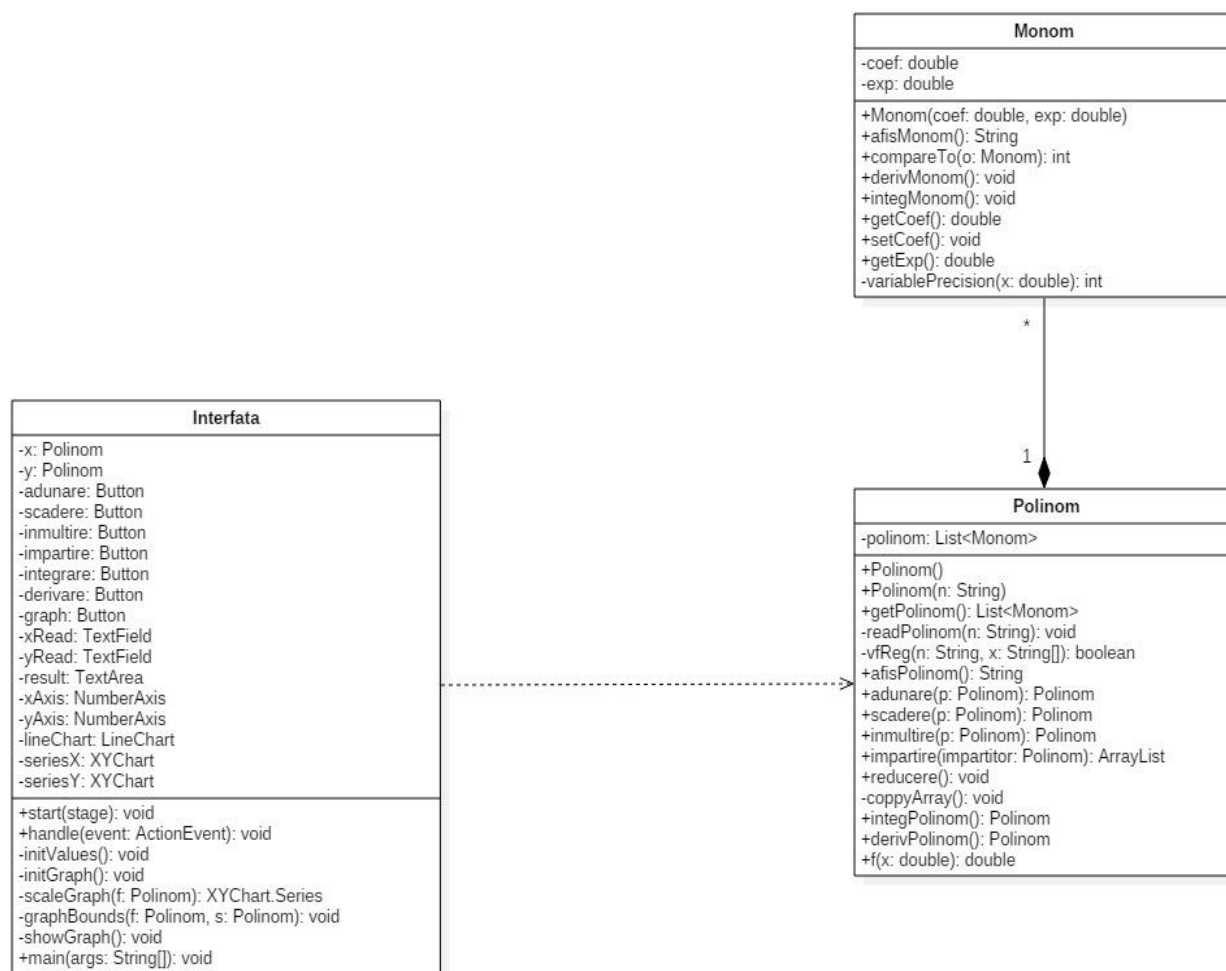 Monom
-coef: double
-exp: double
+Monom(coef: double, exp: double)
+afisMonom(): String
+compareTo(o: Monom): int
+derivMonom(): void
+integMonom(): void
+getCoef(): double
+setCoef(): void
+getExp(): double
-variablePrecision(x: double): int
*
1
Interfata
-x: Polinom
-y: Polinom
-adunare: Button
-scadere: Button
-inmultire: Button
-impartire: Button
-integrare: Button
-derivare: Button
-graph: Button
-xRead: TextField
-yRead: TextField
-result: TextArea
-xAxis: NumberAxis
-yAxis: NumberAxis
-lineChart: LineChart
-seriesX: XYChart
-seriesY: XYChart
+start(stage): void
+handle(event: ActionEvent): void
-initValues(): void
-initGraph(): void
-scaleGraph(f: Polinom): XYChart.Series
-graphBounds(f: Polinom, s: Polinom): void
-showGraph(): void
+main(args: String[]): void
Polinom
-polinom: List<Monom>
+Polinom()
+Polinom(n: String)
+getPolinom(): List<Monom>
-readPolinom(n: String): void
-vfReg(n: String, x: String[]): boolean
+afisPolinom(): String
+adunare(p: Polinom): Polinom
+scadere(p: Polinom): Polinom
+inmultire(p: Polinom): Polinom
+impartire(impartitor: Polinom): ArrayList
+reducere(): void
-coppyArray(): void
+integPolinom(): Polinom
+derivPolinom(): Polinom
+f(x: double): double